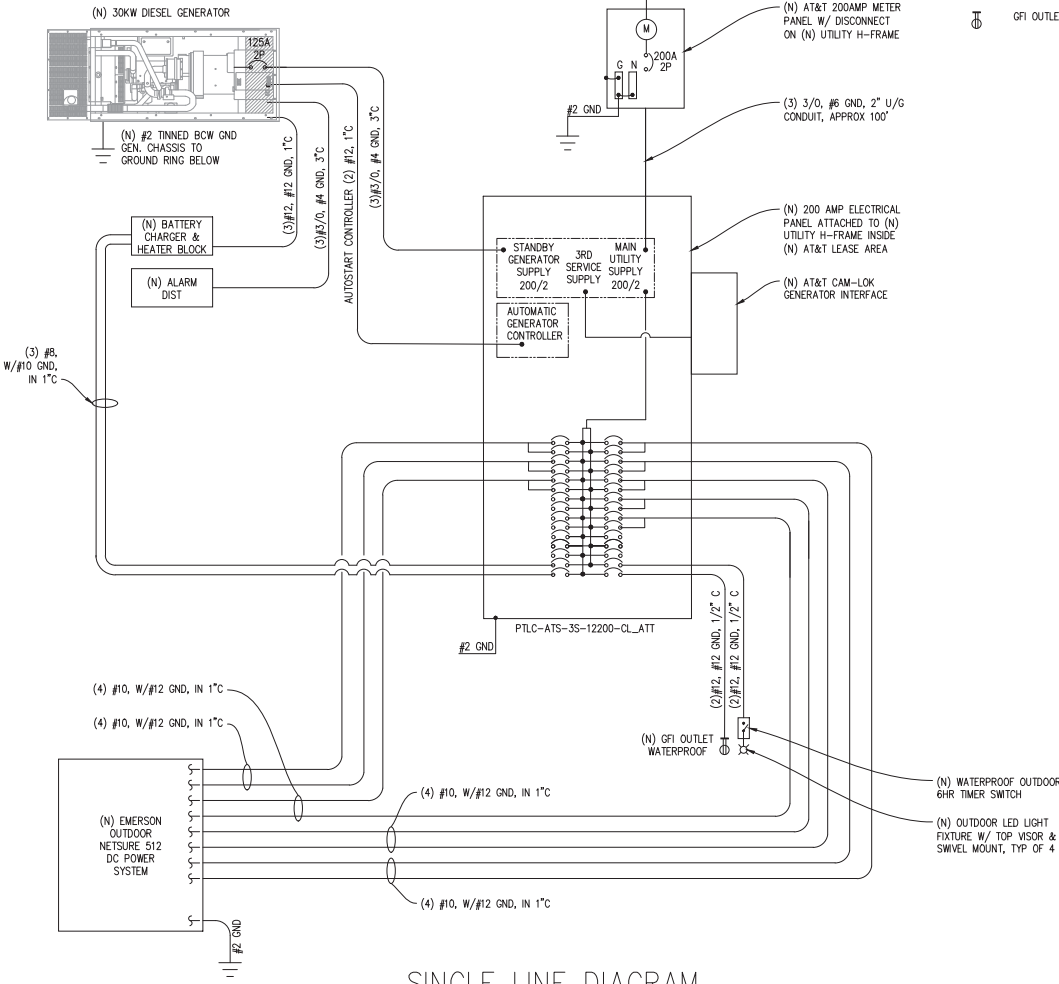 (N) 30KW DIESEL GENERATOR
125A
2P
(N) #2 TINNED BCW GND
GEN. CHASSIS TO
GROUND RING BELOW
(N) BATTERY
CHARGER &
HEATER BLOCK
(N) ALARM
DIST
(3)#12, #12 GND, 1"C
(3)#3/0, #4 GND, 3"C
AUTOSTART CONTROLLER (2) #12, 1"C
(3)#3/0, #4 GND, 3"C
M
200A
2P
G N
#2 GND
(N) AT&T 200AMP METER
PANEL W/ DISCONNECT
ON (N) UTILITY H-FRAME
GFI OUTLE
(3) 3/0, #6 GND, 2" U/G
CONDUIT, APPROX 100'
(N) 200 AMP ELECTRICAL
PANEL ATTACHED TO (N)
UTILITY H-FRAME INSIDE
(N) AT&T LEASE AREA
(N) AT&T CAM-LOK
GENERATOR INTERFACE
STANDBY
GENERATOR
SUPPLY
200/2
3RD
SERVICE
SUPPLY
MAIN
UTILITY
SUPPLY
200/2
AUTOMATIC
GENERATOR
CONTROLLER
(3) #8,
W/#10 GND,
IN 1"C
PTLC-ATS-3S-12200-CL_ATT
#2 GND
(2)#12, #12 GND, 1/2" C
(2)#12, #12 GND, 1/2" C
(4) #10, W/#12 GND, IN 1"C
(4) #10, W/#12 GND, IN 1"C
(N) GFI OUTLET
WATERPROOF
(N) WATERPROOF OUTDOOR
6HR TIMER SWITCH
(N) OUTDOOR LED LIGHT
FIXTURE W/ TOP VISOR &
SWIVEL MOUNT, TYP OF 4
(N) EMERSON
OUTDOOR
NETSURE 512
DC POWER
SYSTEM
(4) #10, W/#12 GND, IN 1"C
(4) #10, W/#12 GND, IN 1"C
#2 GND
SINGLE LINE DIAGRAM